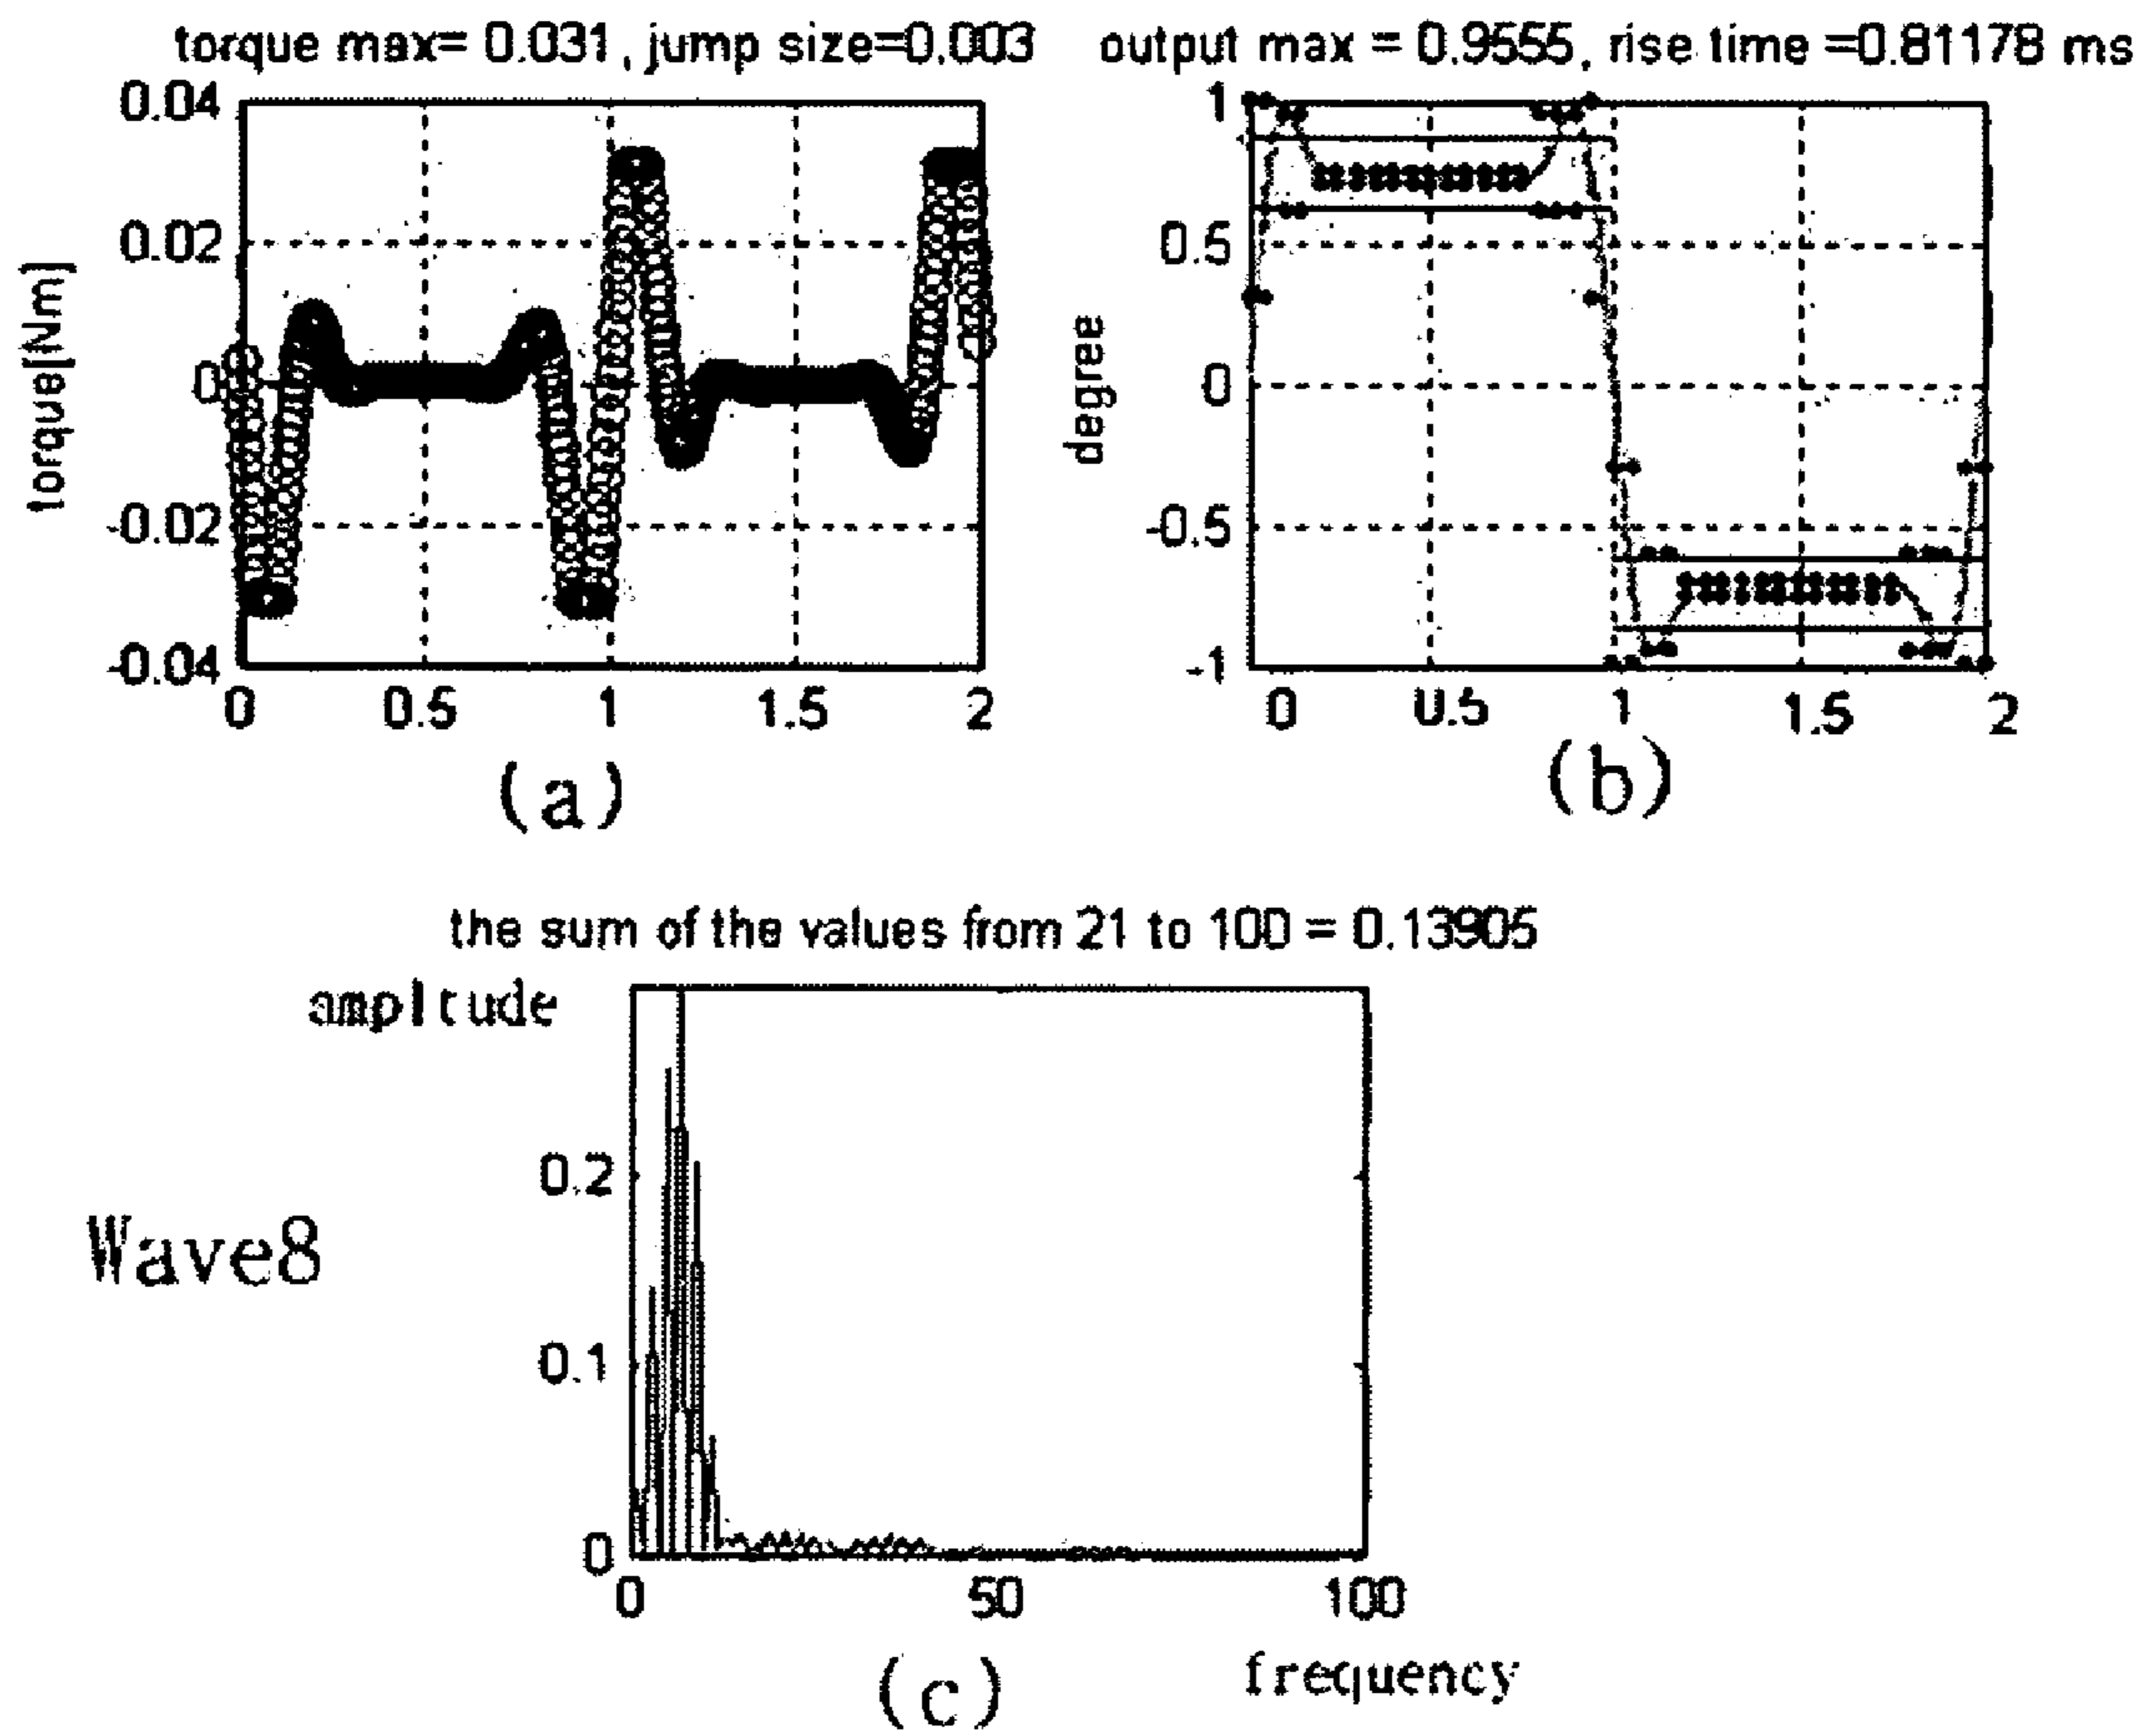 torque max= 0.031, jump size=0.003
output max = 0.9555, rise time =0.81178 ms
0.04
0.02
0
-0.02
-0.04
torque[Nm]
0 0.5 1 1.5 2
(a)
1
0.5
0
-0.5
-1
degree
0 0.5 1 1.5 2
(b)
the sum of the values from 21 to 100 = 0.13905
ampltude
0.2
0.1
0
Wave8
0 50 100
frequency
(c)